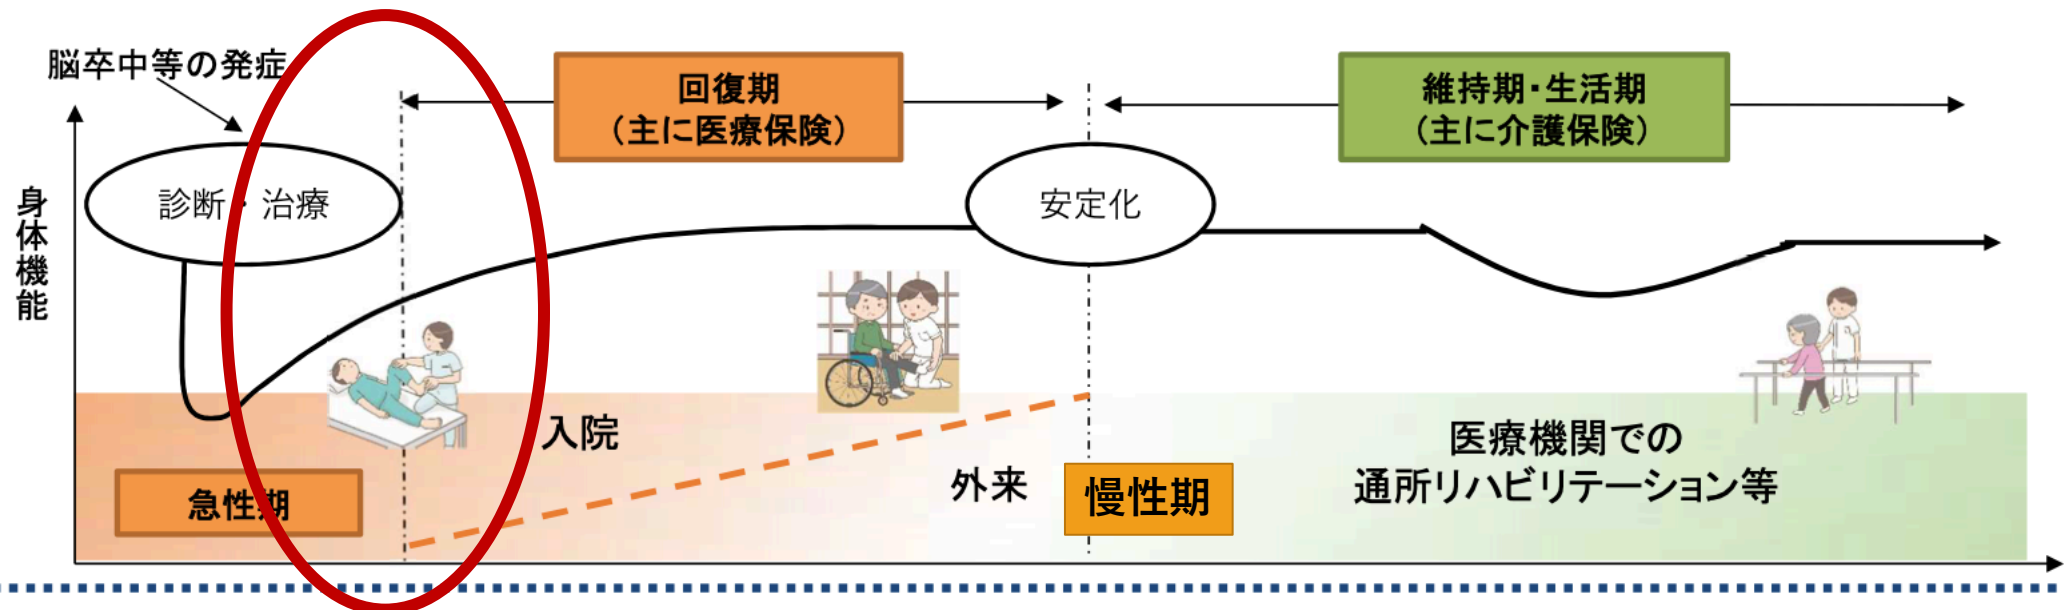 脳卒中等の発症
回復期
（主に医療保険）
維持期・生活期
（主に介護保険）
身体機能
診断・治療
安定化
入院
外来
急性期
慢性期
医療機関での
通所リハビリテーション等